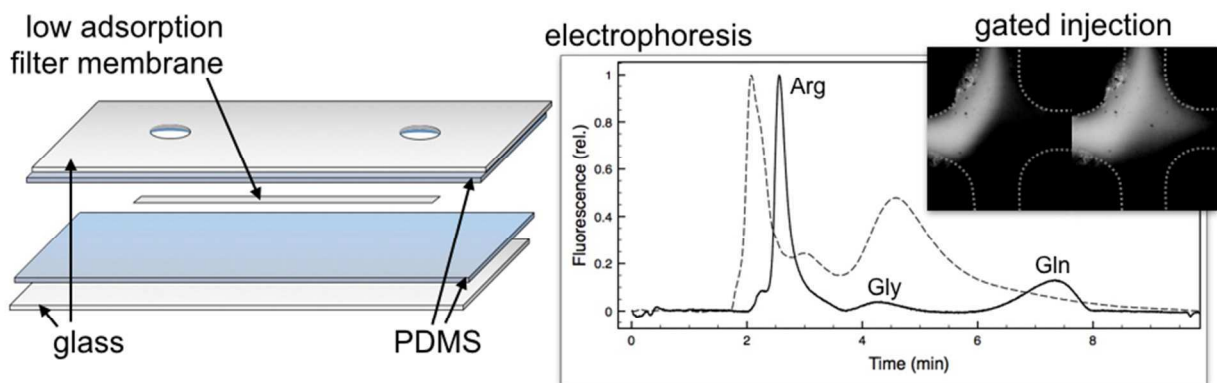 low adsorption
filter membrane
glass
PDMS
electrophoresis
gated injection
Arg
Gly
Gln
1
0.8
0.6
0.4
0.2
0
Fluorescence (rel.)
0
2
4
6
8
Time (min)